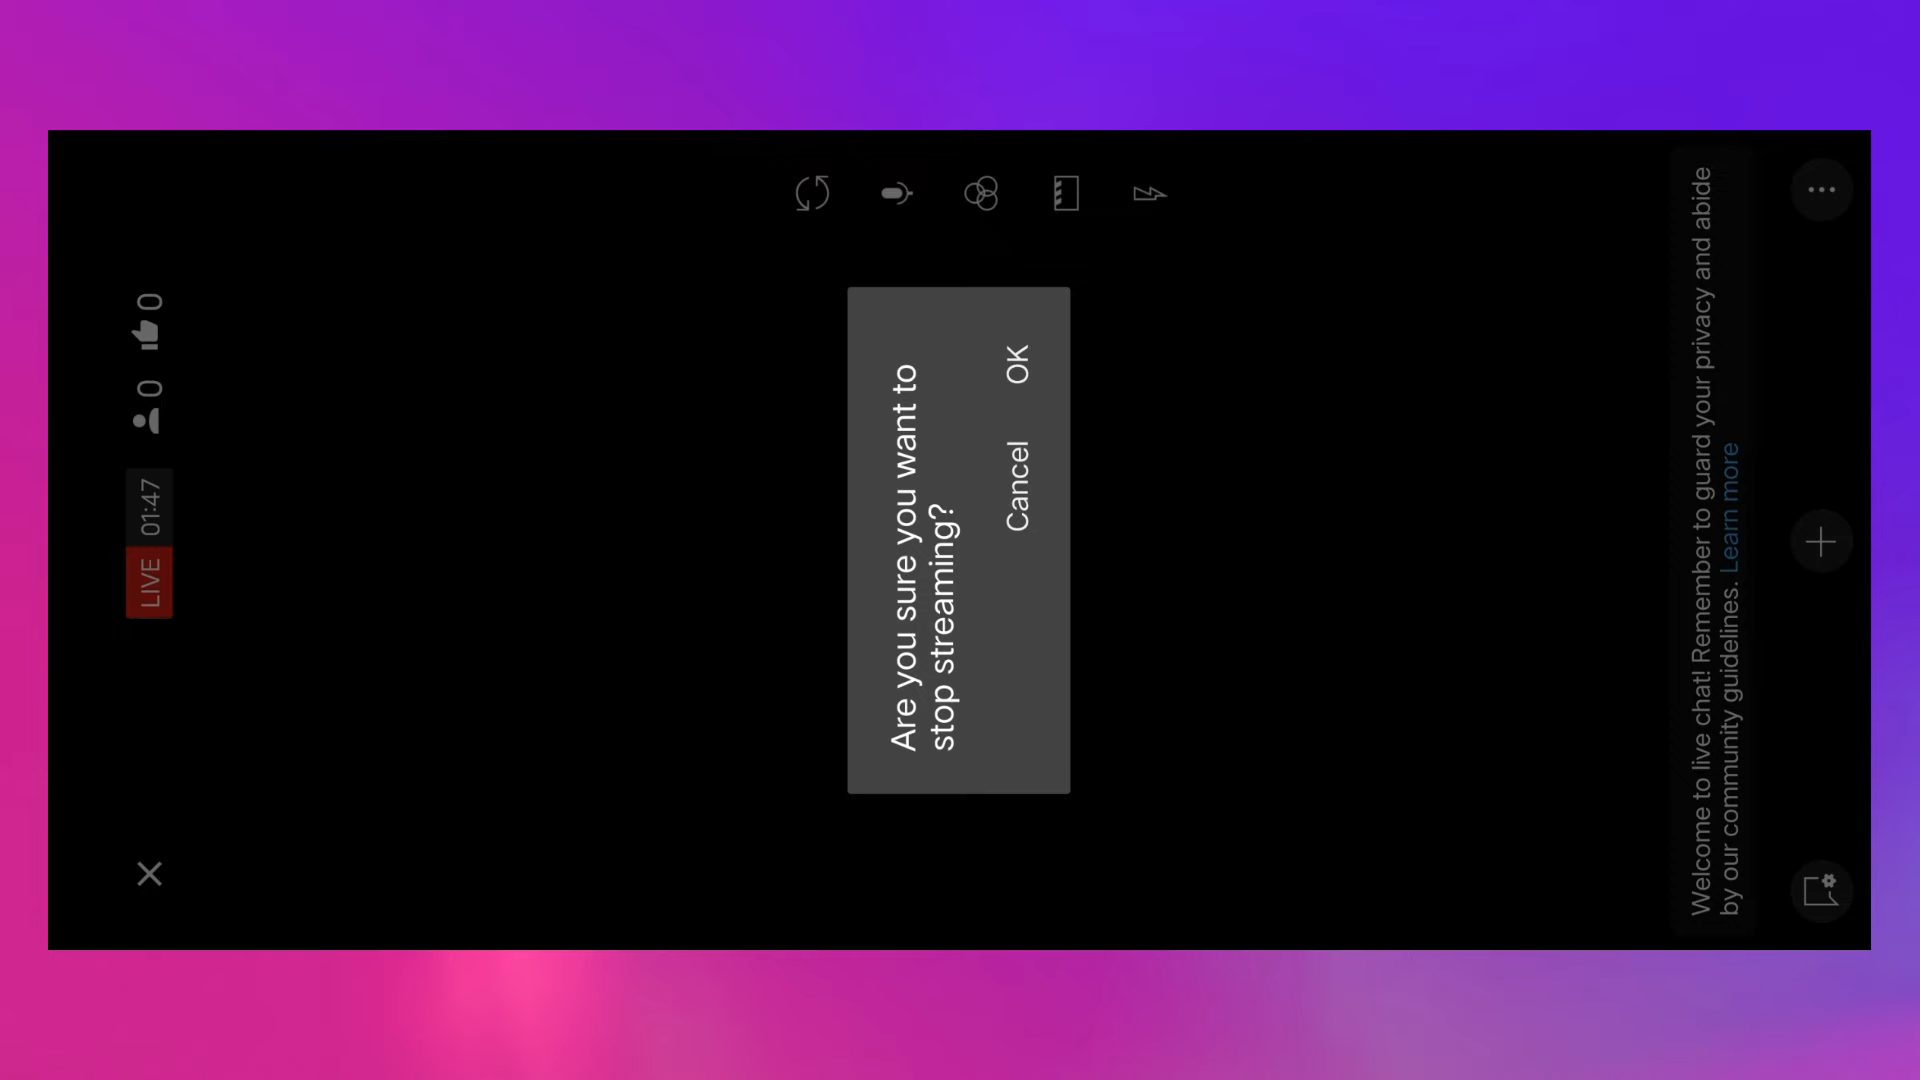 LIVE 01:47 0 0
Are you sure you want to
stop streaming?
Cancel OK
Welcome to live chat! Remember to guard your privacy and abide
by our community guidelines. Learn more